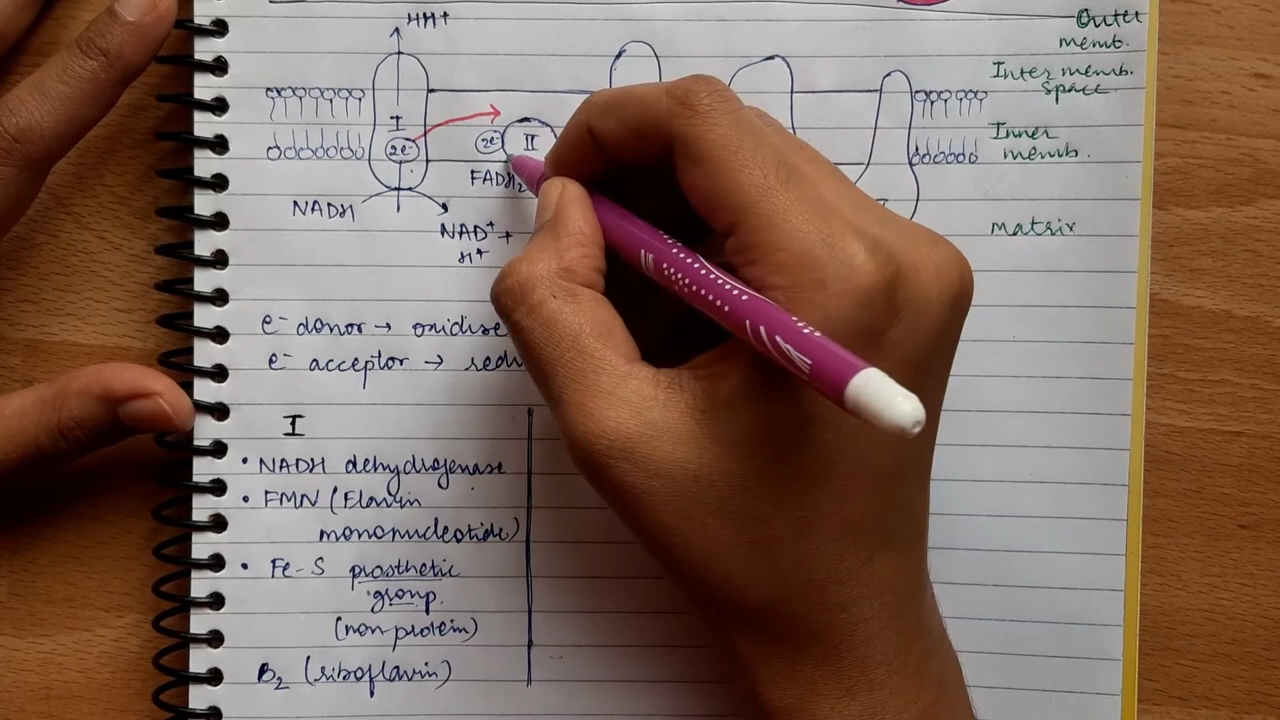 4H+
Outer
memb.
Inter memb.
space
I
Inner
memb.
2e-
2e-
II
FADH2
NADH
matrix
NAD+ +
H+
e- donor → oxidise
e- acceptor → redu
I
• NADH dehydrogenase
• FMN (Flavin
mononucleotide)
• Fe-S prosthetic
group.
(non-protein)
B2 (riboflavin)